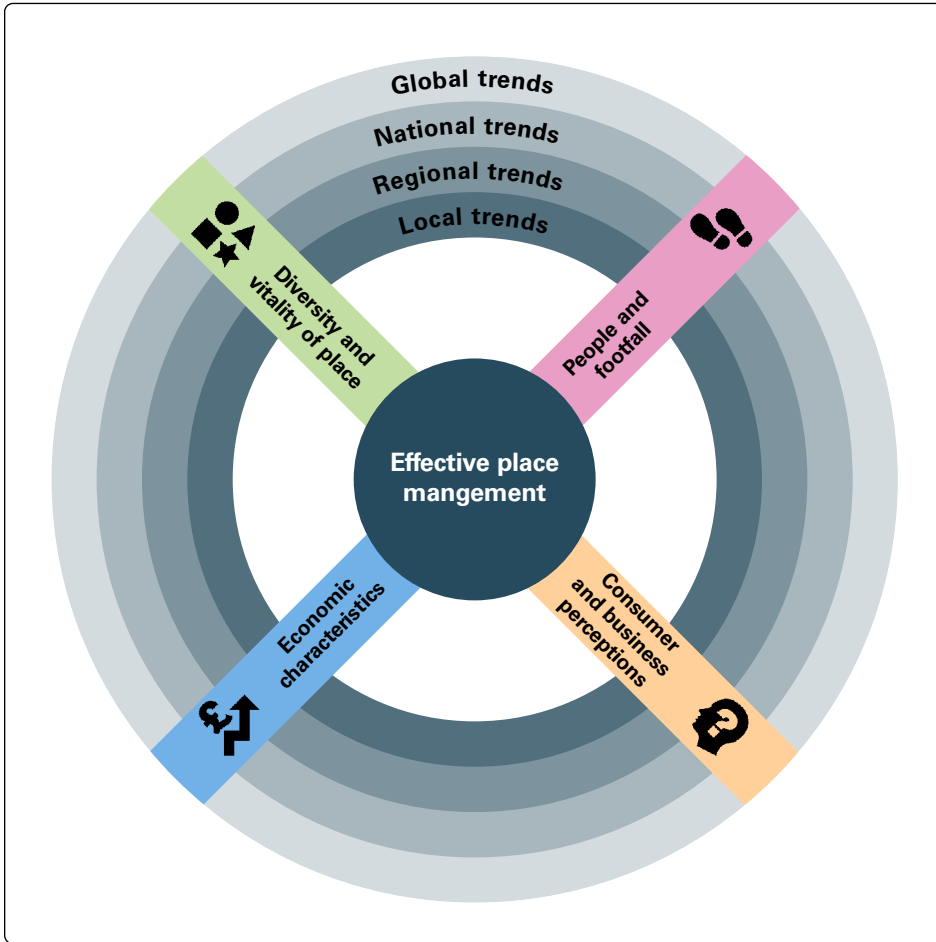 Global trends
National trends
Regional trends
Local trends
Diversity and
vitality of place
People and
footfall
Effective place
mangement
Economic
characteristics
Consumer
and business
perceptions
£